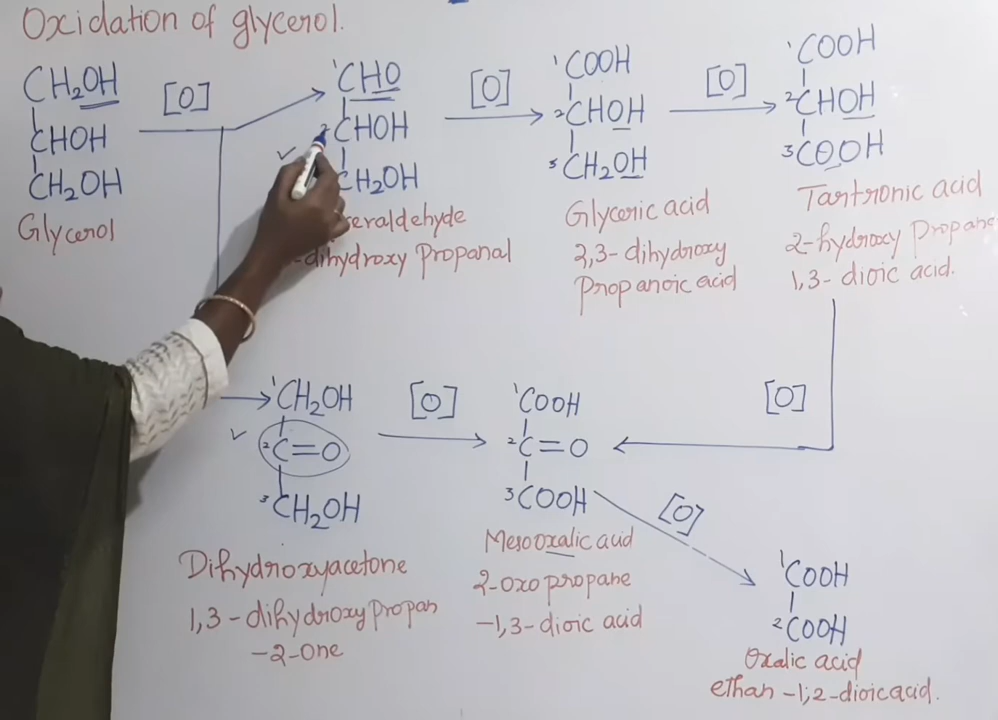 Oxidation of glycerol.
CH2OH
CHOH
CH2OH
Glycerol
[O]
1CHO
2CHOH
CH2OH
seraldehyde
-dihydroxy Propanal
[O]
1COOH
2CHOH
3CH2OH
Glyceric acid
2,3-dihydroxy
Propanoic acid
[O]
1COOH
2CHOH
3COOH
Tartronic acid
2-hydroxy Propane
1,3-dioic acid.
[O]
1CH2OH
2C=O
3CH2OH
Dihydroxyacetone
1,3-dihydroxy propan
-2-one
[O]
1COOH
2C=O
3COOH
Mesooxalic acid
2-oxo propane
-1,3-dioic acid
[O]
1COOH
2COOH
Oxalic acid
ethan-1,2-dioic acid.